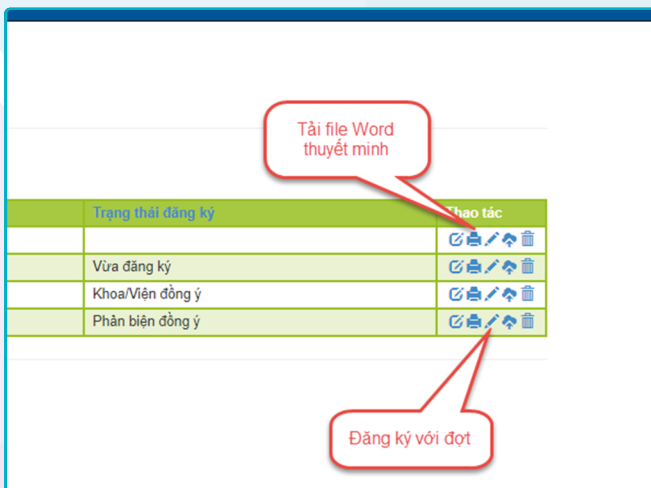 Tải file Word
thuyết minh
Trạng thái đăng ký
Thao tác
Vừa đăng ký
Khoa/Viện đồng ý
Phản biện đồng ý
Đăng ký với đợt